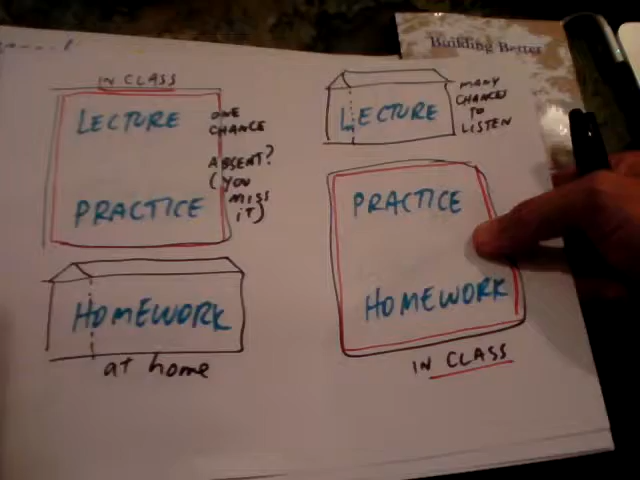 Building Better
IN CLASS
LECTURE
ONE
CHANCE
ABSENT?
(YOU
MISS
IT)
PRACTICE
HOMEWORK
at home
LECTURE
MANY
CHANCES
TO
LISTEN
PRACTICE
HOMEWORK
IN CLASS